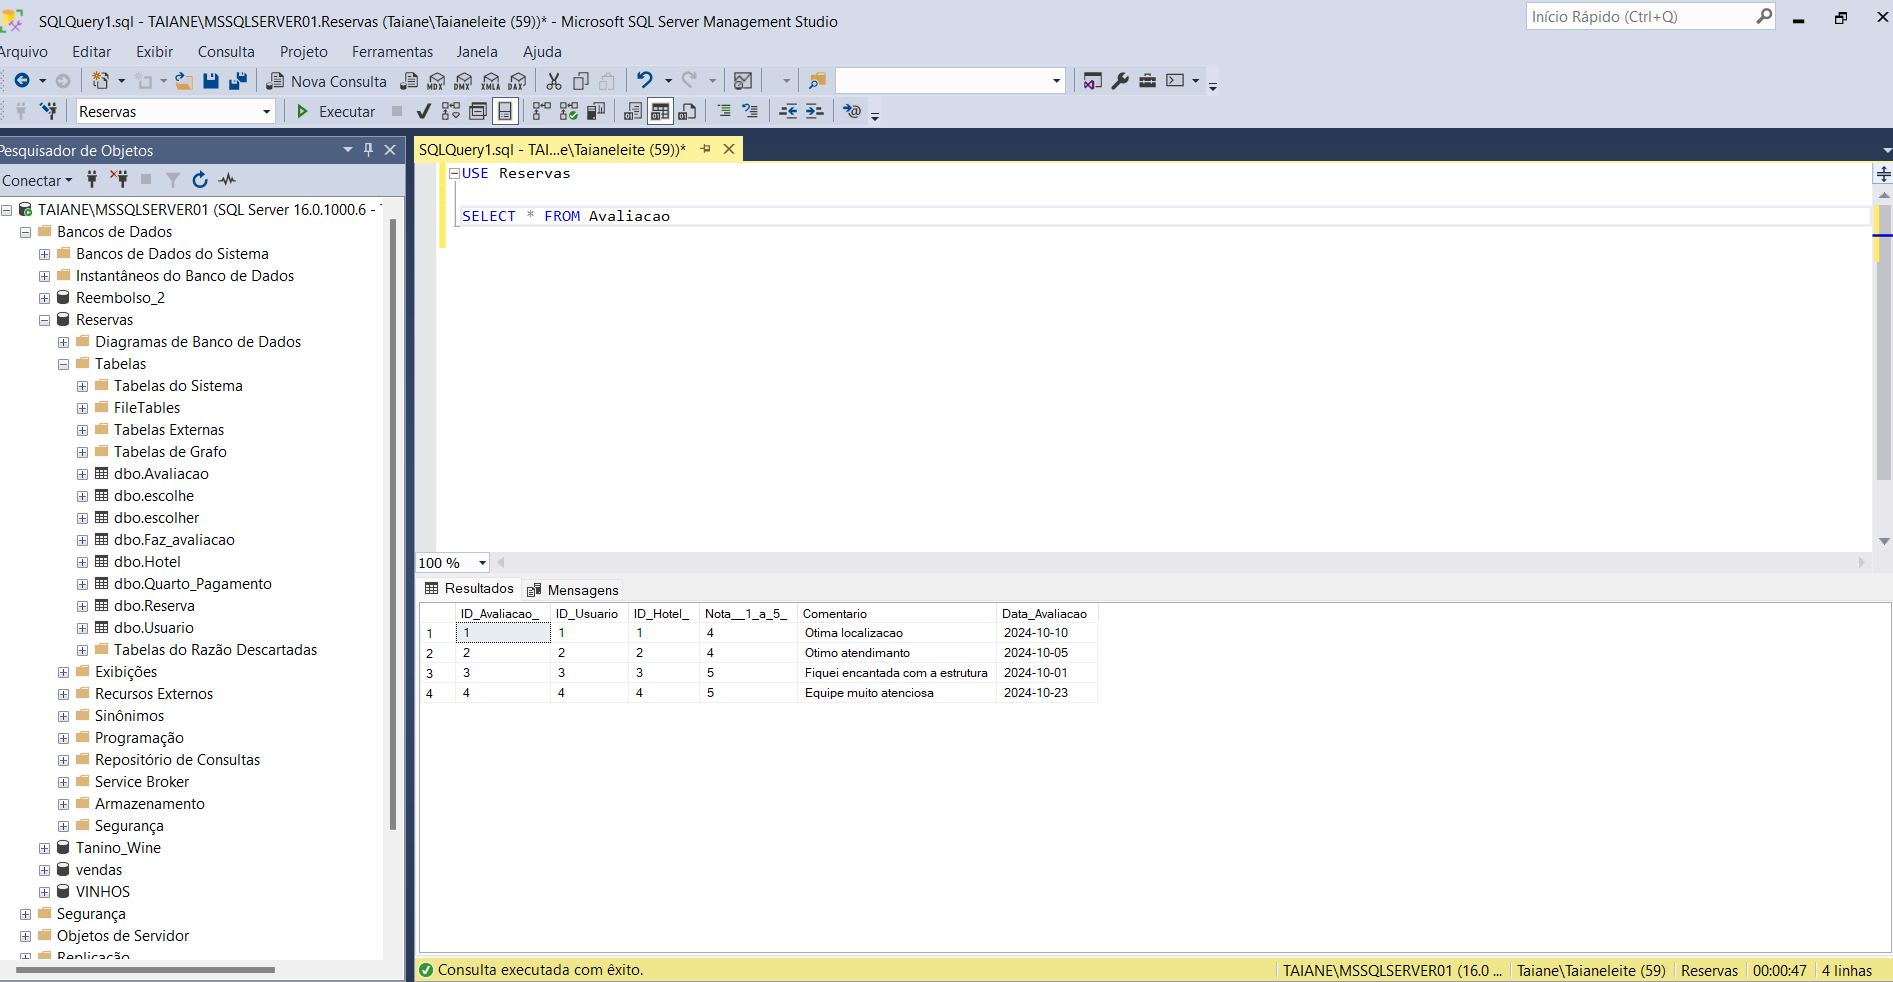 SQLQuery1.sql - TAIANE\MSSQLSERVER01.Reservas (Taiane\Taianeleite (59))* - Microsoft SQL Server Management Studio
Início Rápido (Ctrl+Q)
Arquivo Editar Exibir Consulta Projeto Ferramentas Janela Ajuda
Nova Consulta MDX DMX XMLA DAX
Reservas Executar
Pesquisador de Objetos
SQLQuery1.sql - TAI...e\Taianeleite (59))*
Conectar
USE Reservas
SELECT * FROM Avaliacao
TAIANE\MSSQLSERVER01 (SQL Server 16.0.1000.6 -
Bancos de Dados
Bancos de Dados do Sistema
Instantâneos do Banco de Dados
Reembolso_2
Reservas
Diagramas de Banco de Dados
Tabelas
Tabelas do Sistema
FileTables
Tabelas Externas
Tabelas de Grafo
dbo.Avaliacao
dbo.escolhe
dbo.escolher
dbo.Faz_avaliacao
dbo.Hotel
dbo.Quarto_Pagamento
dbo.Reserva
dbo.Usuario
Tabelas do Razão Descartadas
Exibições
Recursos Externos
Sinônimos
Programação
Repositório de Consultas
Service Broker
Armazenamento
Segurança
Tanino_Wine
vendas
VINHOS
Segurança
Objetos de Servidor
Replicação
100 %
Resultados Mensagens
ID_Avaliacao_ ID_Usuario ID_Hotel_ Nota__1_a_5_ Comentario Data_Avaliacao
1 1 1 1 4 Otima localizacao 2024-10-10
2 2 2 2 4 Otimo atendimanto 2024-10-05
3 3 3 3 5 Fiquei encantada com a estrutura 2024-10-01
4 4 4 4 5 Equipe muito atenciosa 2024-10-23
Consulta executada com êxito.
TAIANE\MSSQLSERVER01 (16.0 ... Taiane\Taianeleite (59) Reservas 00:00:47 4 linhas